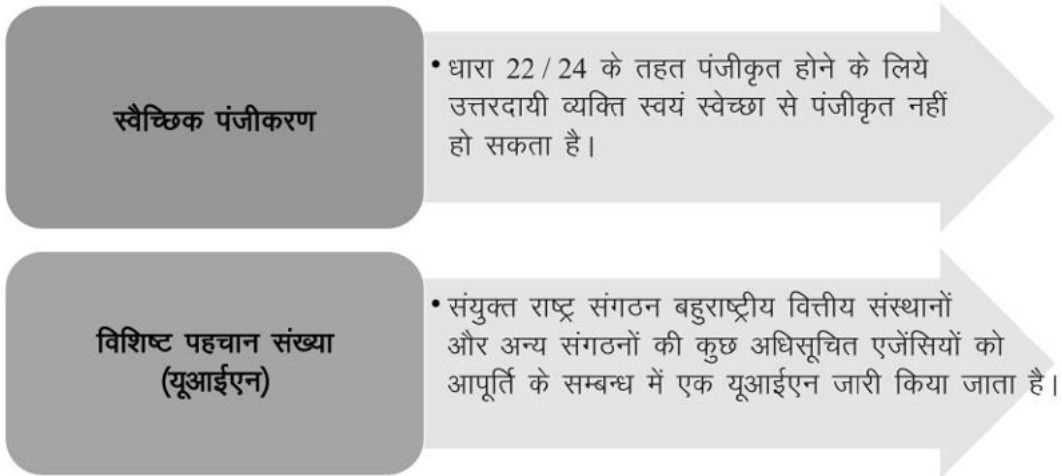 स्वैच्छिक पंजीकरण
• धारा 22 / 24 के तहत पंजीकृत होने के लिये
उत्तरदायी व्यक्ति स्वयं स्वेच्छा से पंजीकृत नहीं
हो सकता है।
विशिष्ट पहचान संख्या
(यूआईएन)
• संयुक्त राष्ट्र संगठन बहुराष्ट्रीय वित्तीय संस्थानों
और अन्य संगठनों की कुछ अधिसूचित एजेंसियों को
आपूर्ति के सम्बन्ध में एक यूआईएन जारी किया जाता है।